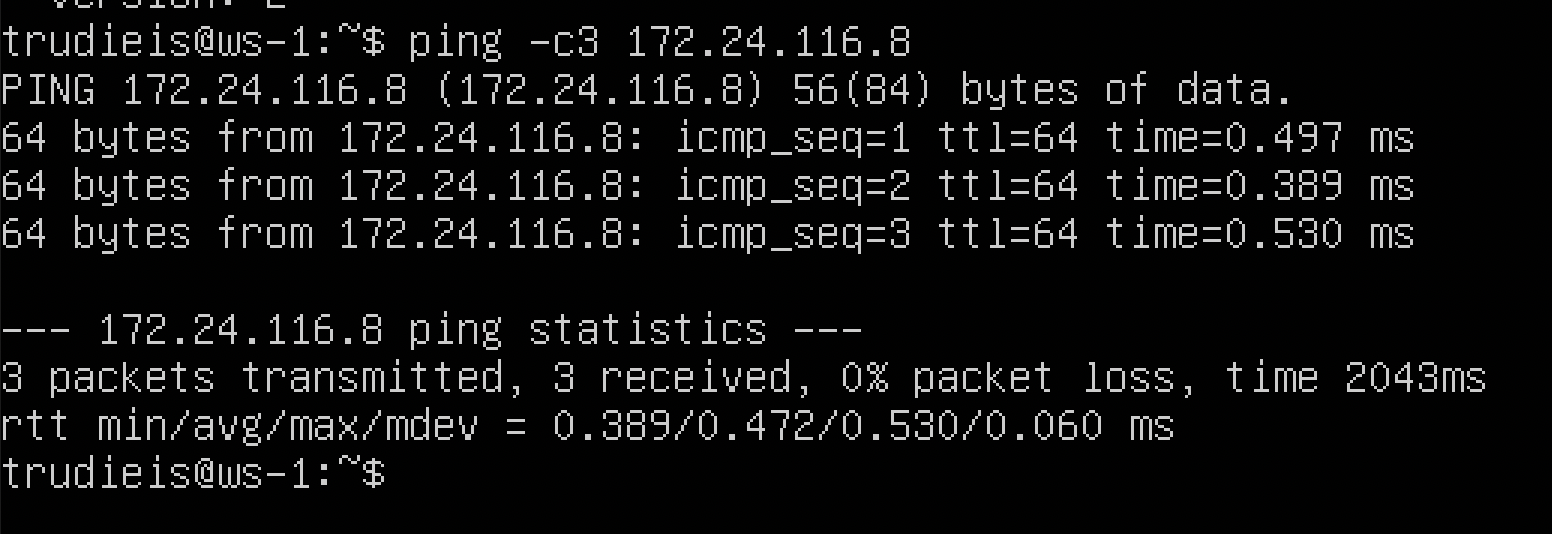 version: 2
trudieis@ws-1:~$ ping -c3 172.24.116.8
PING 172.24.116.8 (172.24.116.8) 56(84) bytes of data.
64 bytes from 172.24.116.8: icmp_seq=1 ttl=64 time=0.497 ms
64 bytes from 172.24.116.8: icmp_seq=2 ttl=64 time=0.389 ms
64 bytes from 172.24.116.8: icmp_seq=3 ttl=64 time=0.530 ms
--- 172.24.116.8 ping statistics ---
3 packets transmitted, 3 received, 0% packet loss, time 2043ms
rtt min/avg/max/mdev = 0.389/0.472/0.530/0.060 ms
trudieis@ws-1:~$